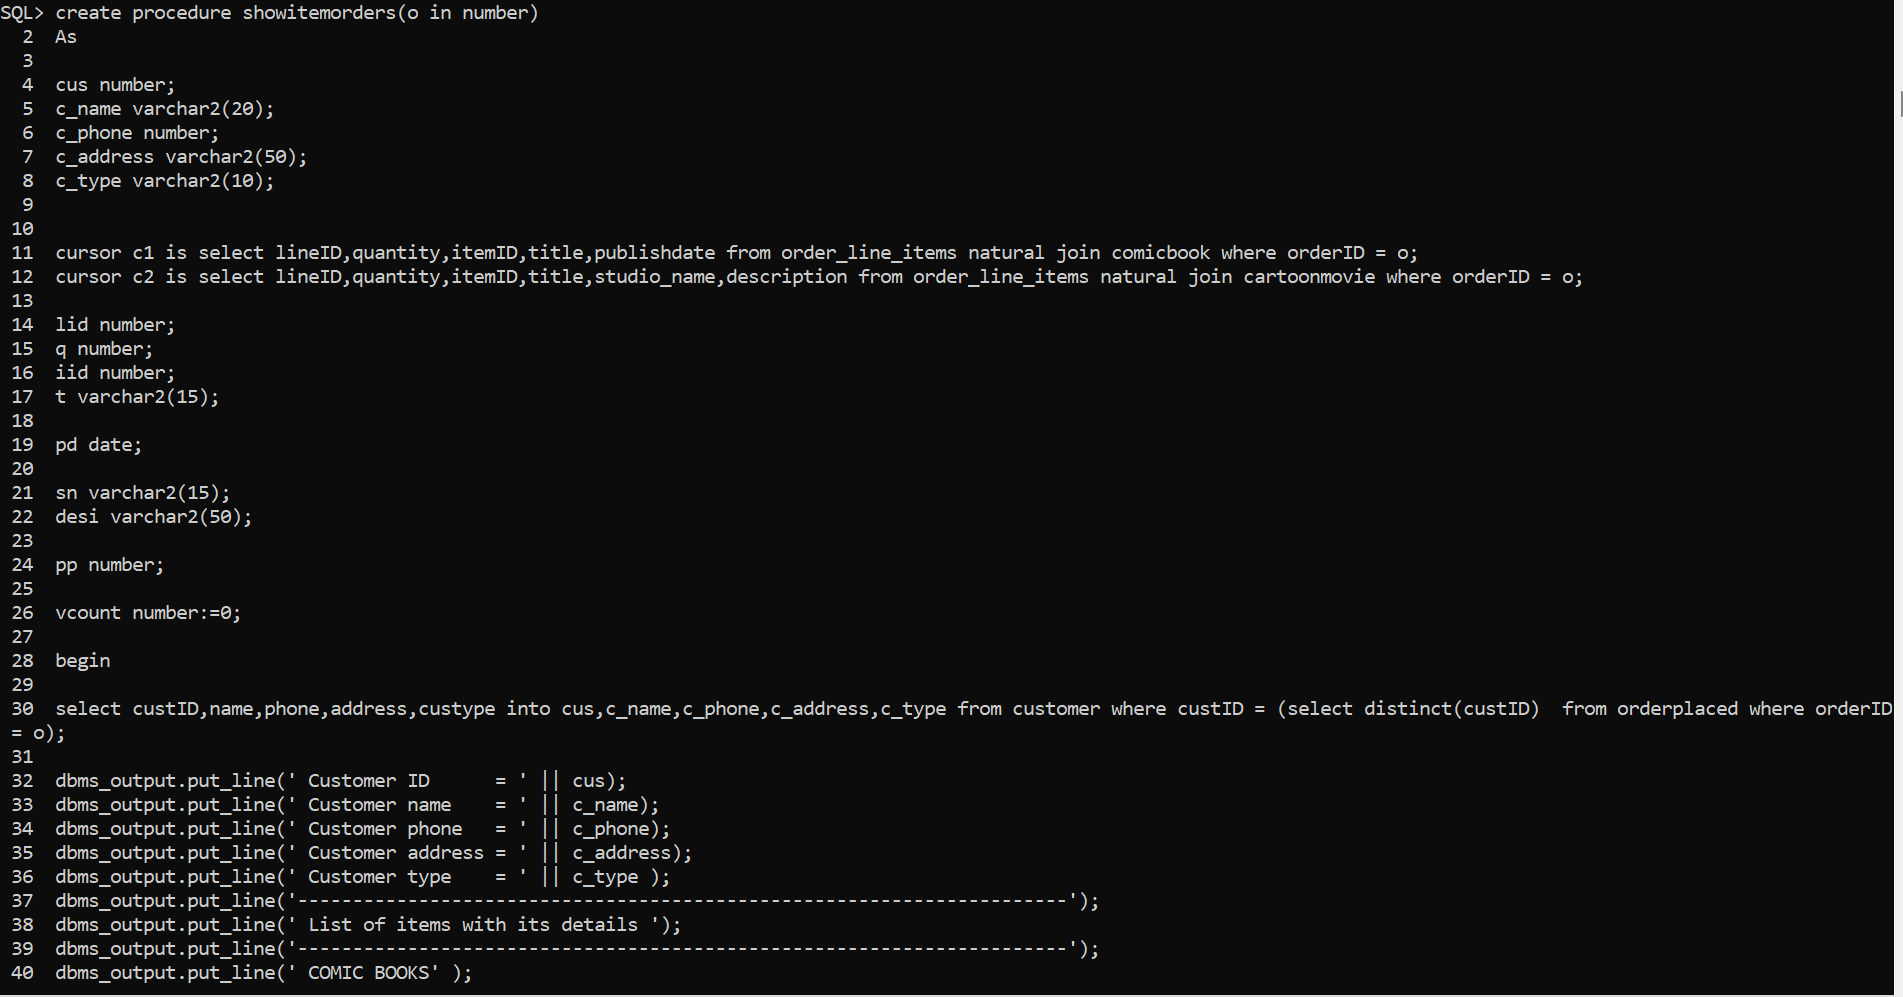 SQL> create procedure showitemorders(o in number)
  2  As
  3
  4  cus number;
  5  c_name varchar2(20);
  6  c_phone number;
  7  c_address varchar2(50);
  8  c_type varchar2(10);
  9
 10
 11  cursor c1 is select lineID,quantity,itemID,title,publishdate from order_line_items natural join comicbook where orderID = o;
 12  cursor c2 is select lineID,quantity,itemID,title,studio_name,description from order_line_items natural join cartoonmovie where orderID = o;
 13
 14  lid number;
 15  q number;
 16  iid number;
 17  t varchar2(15);
 18
 19  pd date;
 20
 21  sn varchar2(15);
 22  desi varchar2(50);
 23
 24  pp number;
 25
 26  vcount number:=0;
 27
 28  begin
 29
 30  select custID,name,phone,address,custype into cus,c_name,c_phone,c_address,c_type from customer where custID = (select distinct(custID)  from orderplaced where orderID
 = o);
 31
 32  dbms_output.put_line(' Customer ID      = ' || cus);
 33  dbms_output.put_line(' Customer name    = ' || c_name);
 34  dbms_output.put_line(' Customer phone   = ' || c_phone);
 35  dbms_output.put_line(' Customer address = ' || c_address);
 36  dbms_output.put_line(' Customer type    = ' || c_type );
 37  dbms_output.put_line('----------------------------------------------------------------------');
 38  dbms_output.put_line(' List of items with its details ');
 39  dbms_output.put_line('----------------------------------------------------------------------');
 40  dbms_output.put_line(' COMIC BOOKS' );